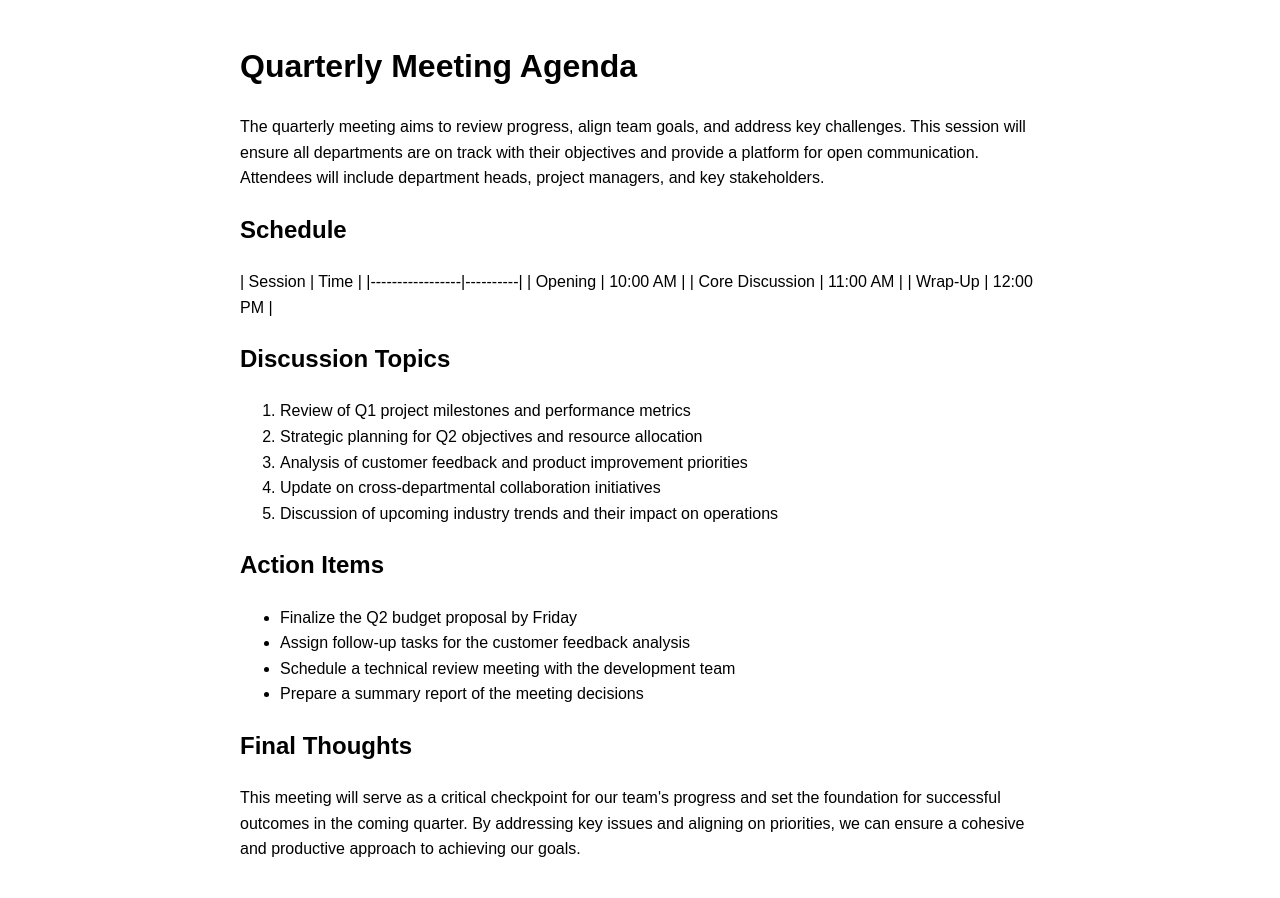 Quarterly Meeting Agenda
The quarterly meeting aims to review progress, align team goals, and address key challenges. This session will
ensure all departments are on track with their objectives and provide a platform for open communication.
Attendees will include department heads, project managers, and key stakeholders.
Schedule
| Session | Time | |-----------------|----------| | Opening | 10:00 AM | | Core Discussion | 11:00 AM | | Wrap-Up | 12:00
PM |
Discussion Topics
1. Review of Q1 project milestones and performance metrics
2. Strategic planning for Q2 objectives and resource allocation
3. Analysis of customer feedback and product improvement priorities
4. Update on cross-departmental collaboration initiatives
5. Discussion of upcoming industry trends and their impact on operations
Action Items
• Finalize the Q2 budget proposal by Friday
• Assign follow-up tasks for the customer feedback analysis
• Schedule a technical review meeting with the development team
• Prepare a summary report of the meeting decisions
Final Thoughts
This meeting will serve as a critical checkpoint for our team's progress and set the foundation for successful
outcomes in the coming quarter. By addressing key issues and aligning on priorities, we can ensure a cohesive
and productive approach to achieving our goals.